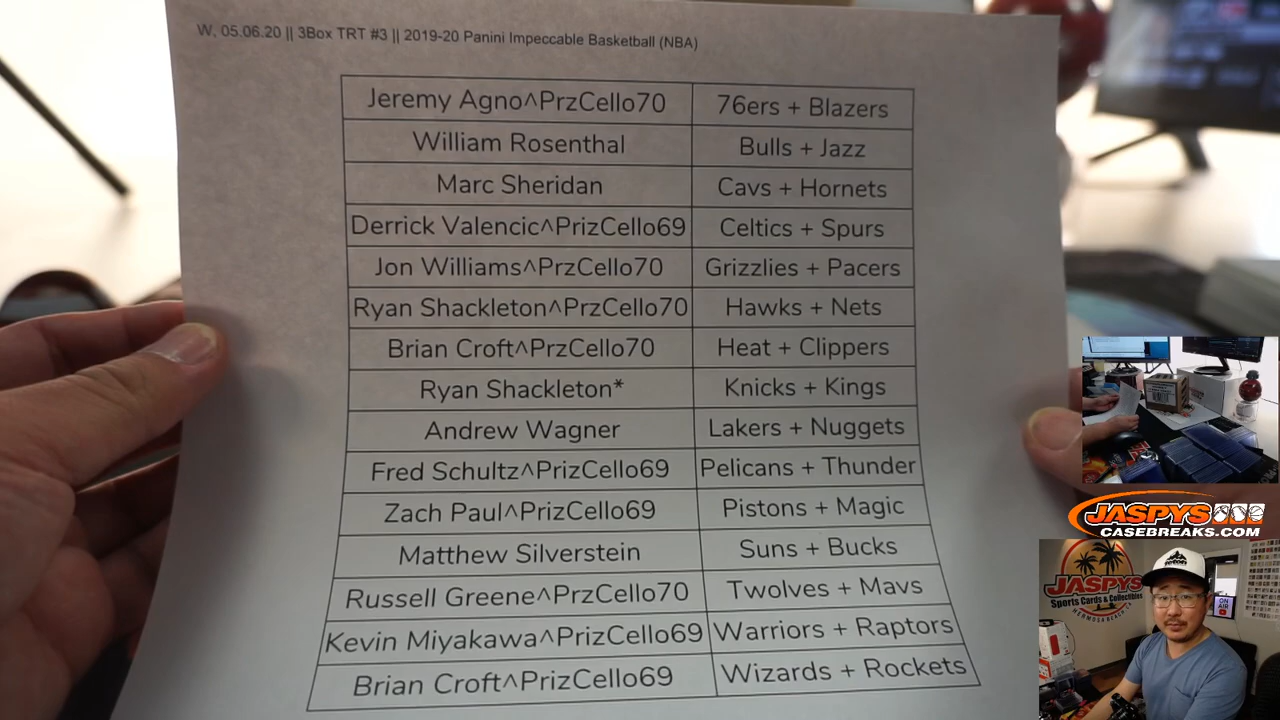 W, 05.06.20 || 3Box TRT #3 || 2019-20 Panini Impeccable Basketball (NBA)
Jeremy Agno^PrzCello70 76ers + Blazers
William Rosenthal Bulls + Jazz
Marc Sheridan Cavs + Hornets
Derrick Valencic^PrizCello69 Celtics + Spurs
Jon Williams^PrzCello70 Grizzlies + Pacers
Ryan Shackleton^PrzCello70 Hawks + Nets
Brian Croft^PrzCello70 Heat + Clippers
Ryan Shackleton* Knicks + Kings
Andrew Wagner Lakers + Nuggets
Fred Schultz^PrizCello69 Pelicans + Thunder
Zach Paul^PrizCello69 Pistons + Magic
Matthew Silverstein Suns + Bucks
Russell Greene^PrzCello70 Twolves + Mavs
Kevin Miyakawa^PrizCello69 Warriors + Raptors
Brian Croft^PrizCello69 Wizards + Rockets
JASPYS
CASEBREAKS.COM
JASPYS
Sports Cards & Collectibles
HERMOSA BEACH, CA
ON
AIR